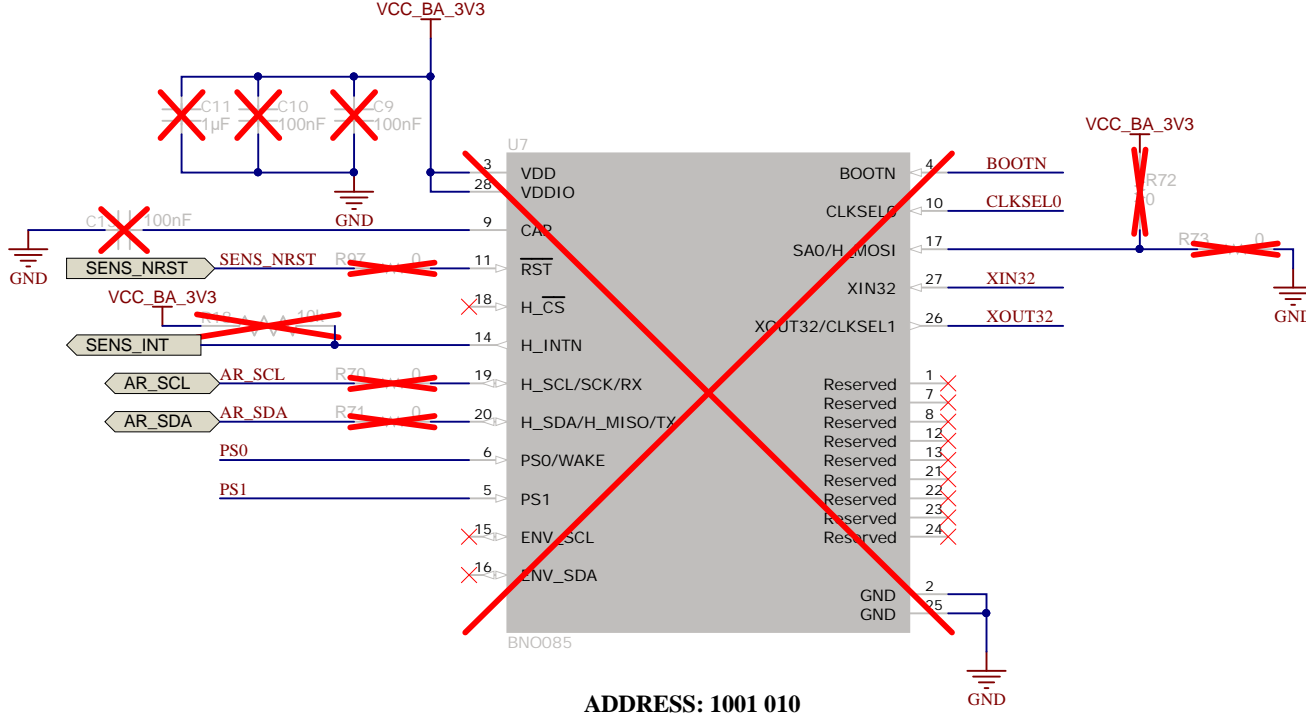 VCC_BA_3V3
C11
1µF
C10
100nF
C9
100nF
GND
100nF
GND
SENS_NRST
SENS_NRST
0
VCC_BA_3V3
SENS_INT
AR_SCL
AR_SCL
0
AR_SDA
AR_SDA
0
PS0
PS1
U7
3 VDD
28 VDDIO
9 CAP
11 RST
18 H_CS
14 H_INTN
19 H_SCL/SCK/RX
20 H_SDA/H_MISO/TX
6 PS0/WAKE
5 PS1
15 ENV_SCL
16 ENV_SDA
BOOTN 4 BOOTN
CLKSEL0 10 CLKSEL0
SA0/H_MOSI 17
XIN32 27 XIN32
XOUT32/CLKSEL1 26 XOUT32
Reserved 1
Reserved 7
Reserved 8
Reserved 12
Reserved 13
Reserved 21
Reserved 22
Reserved 23
Reserved 24
GND 2
GND 25
GND
VCC_BA_3V3
R72
0
R73
0
GND
BNO085
ADDRESS: 1001 010